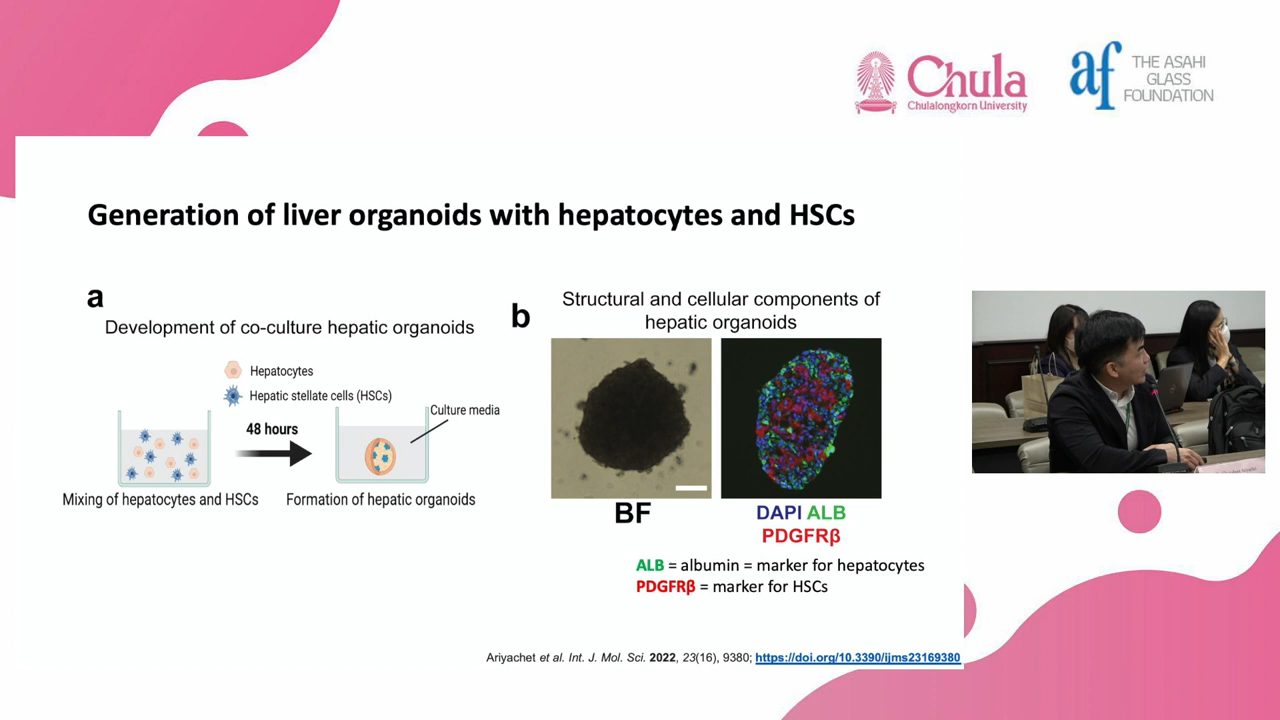 Chula
Chulalongkorn University
af
THE ASAHI
GLASS
FOUNDATION
Generation of liver organoids with hepatocytes and HSCs
a
Development of co-culture hepatic organoids
Hepatocytes
Hepatic stellate cells (HSCs)
48 hours
Culture media
Mixing of hepatocytes and HSCs
Formation of hepatic organoids
b
Structural and cellular components of
hepatic organoids
BF
DAPI ALB
PDGFRβ
ALB = albumin = marker for hepatocytes
PDGFRβ = marker for HSCs
Ariyachet et al. Int. J. Mol. Sci. 2022, 23(16), 9380; https://doi.org/10.3390/ijms23169380